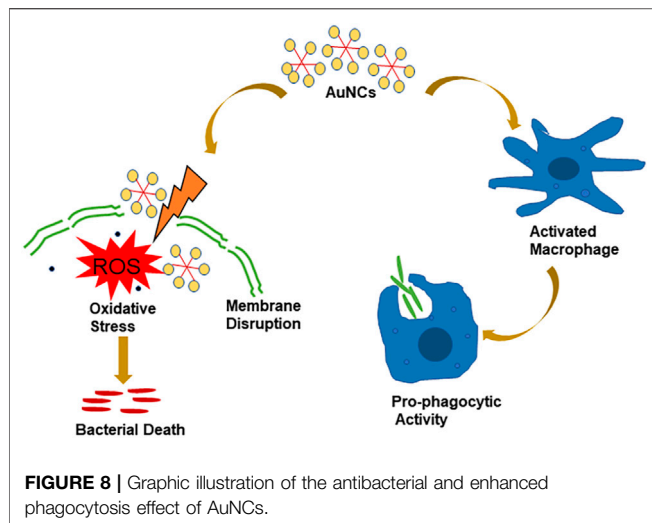 AuNCs
Activated
Macrophage
ROS
Oxidative
Stress
Membrane
Disruption
Pro-phagocytic
Activity
Bacterial Death
FIGURE 8 | Graphic illustration of the antibacterial and enhanced
phagocytosis effect of AuNCs.